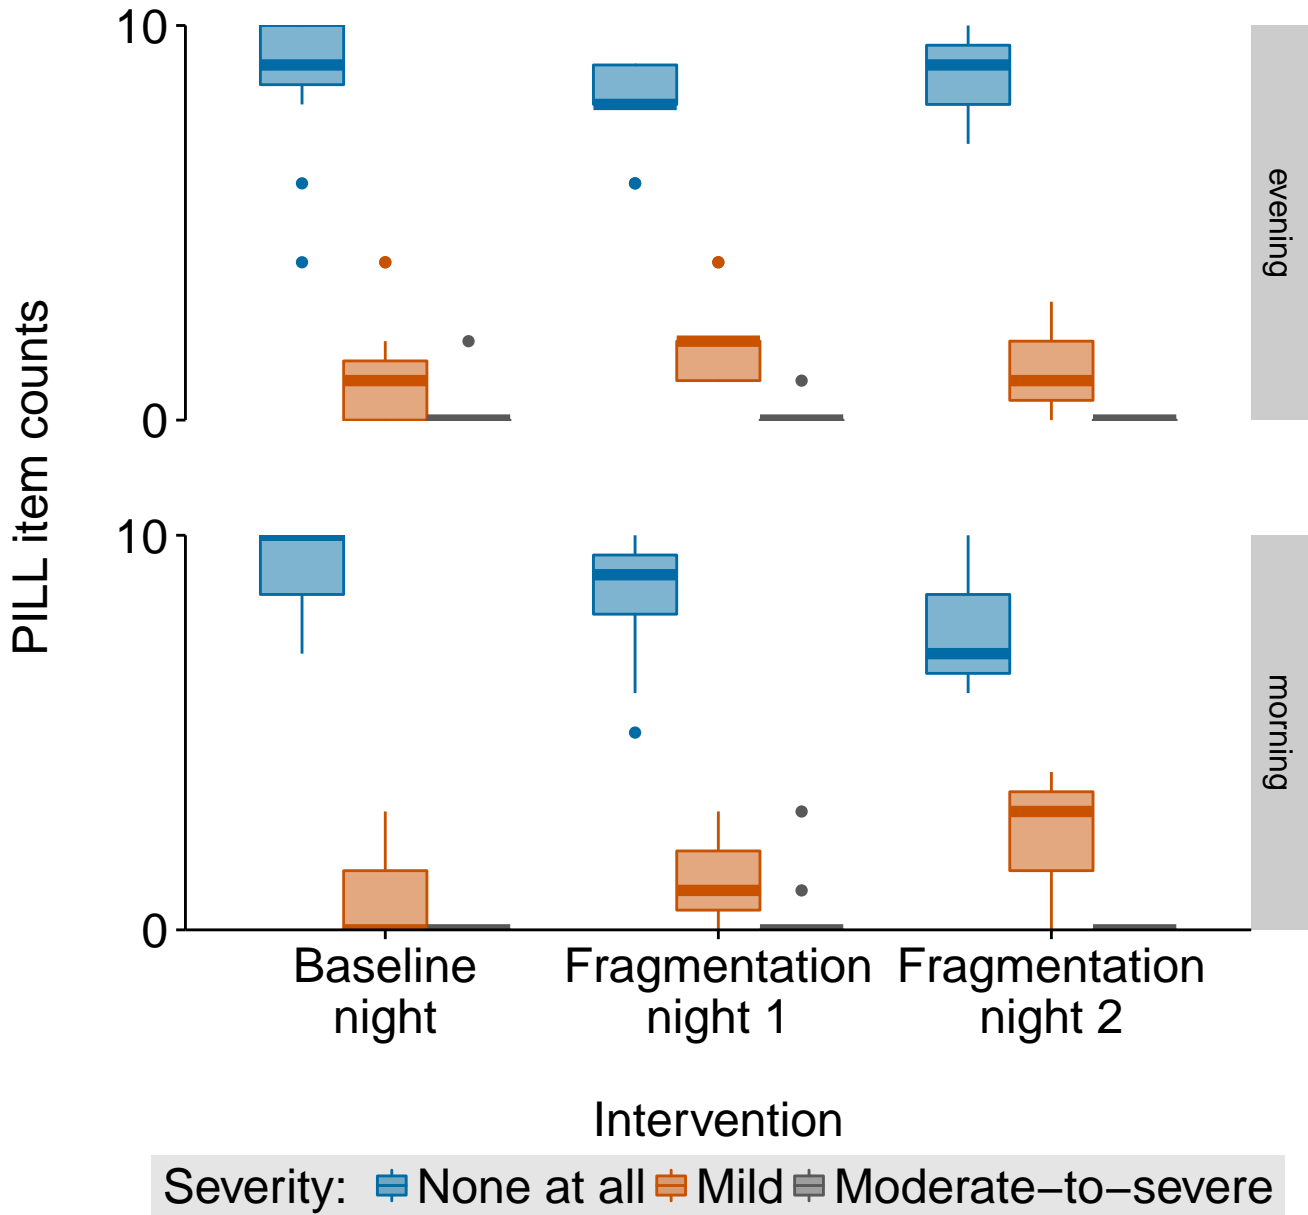 PILL item counts
10
0
evening
10
0
morning
Baseline night
Fragmentation night 1
Fragmentation night 2
Intervention
Severity: None at all Mild Moderate−to−severe